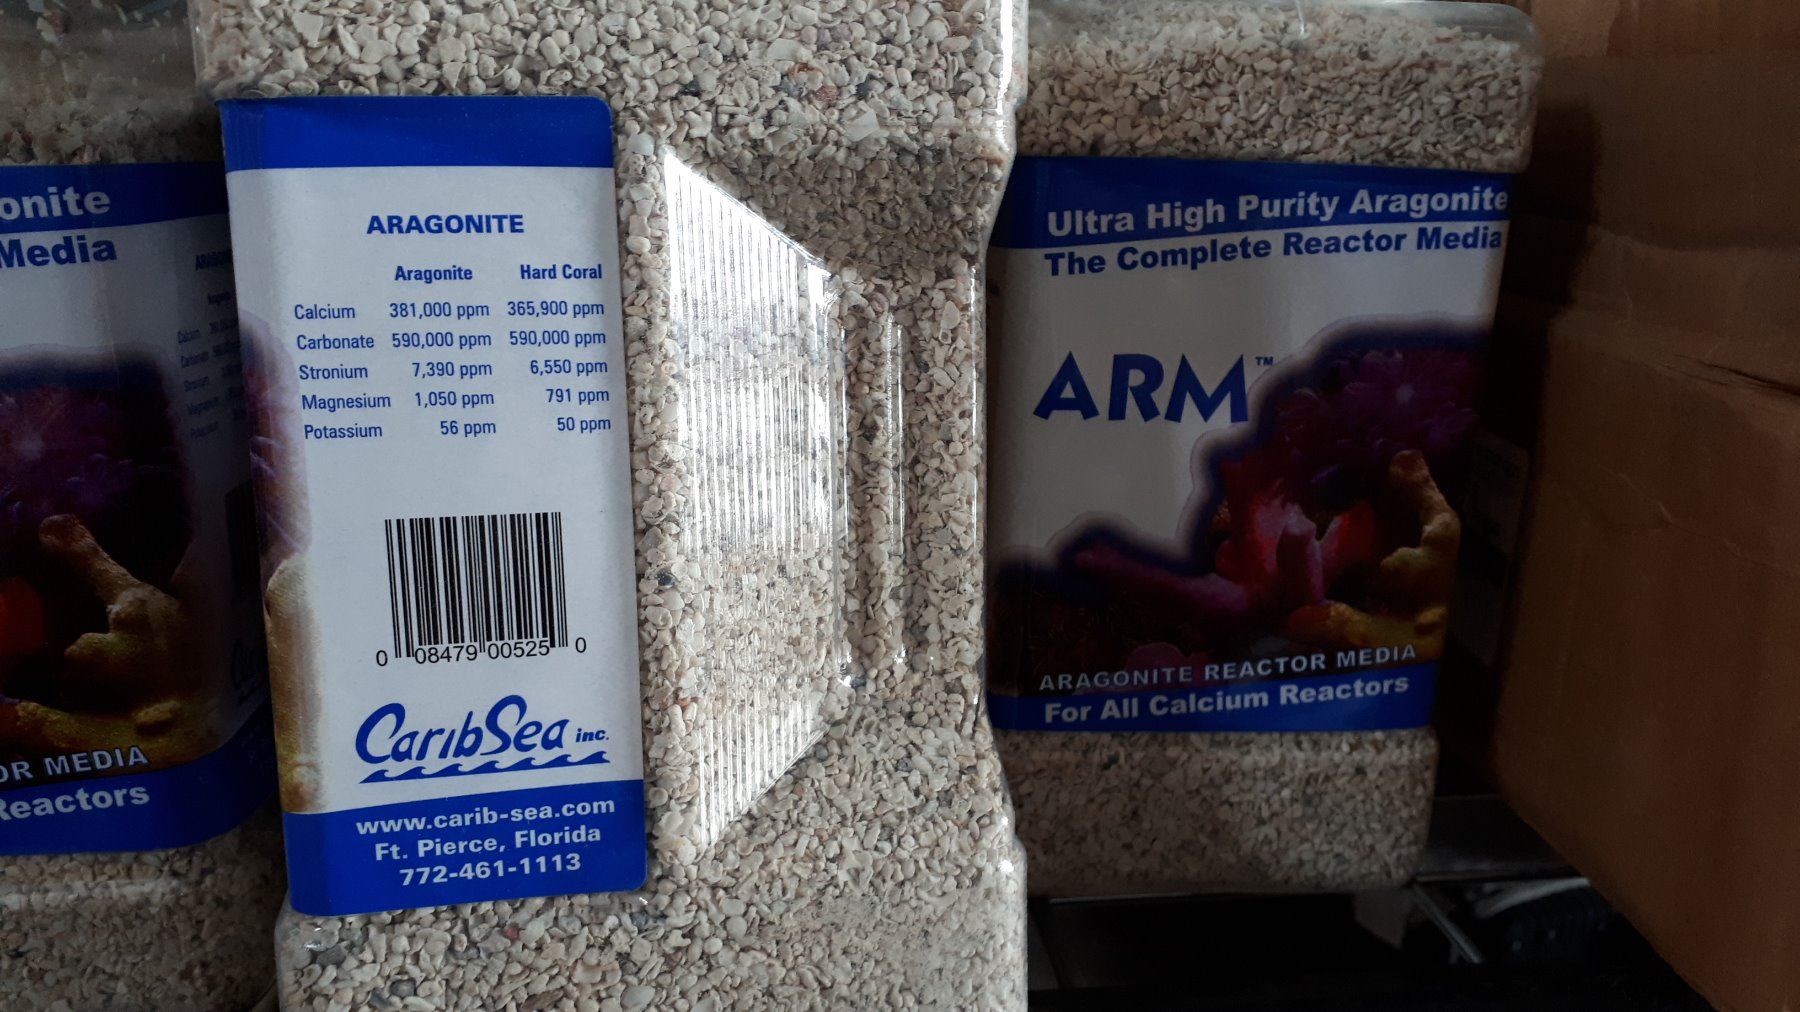 onite
Media
OR MEDIA
Reactors
ARAGONITE
Aragonite Hard Coral
Calcium 381,000 ppm 365,900 ppm
Carbonate 590,000 ppm 590,000 ppm
Stronium 7,390 ppm 6,550 ppm
Magnesium 1,050 ppm 791 ppm
Potassium 56 ppm 50 ppm
0 08479 00525 0
CaribSea inc.
www.carib-sea.com
Ft. Pierce, Florida
772-461-1113
Ultra High Purity Aragonite
The Complete Reactor Media
ARM™
ARAGONITE REACTOR MEDIA
For All Calcium Reactors